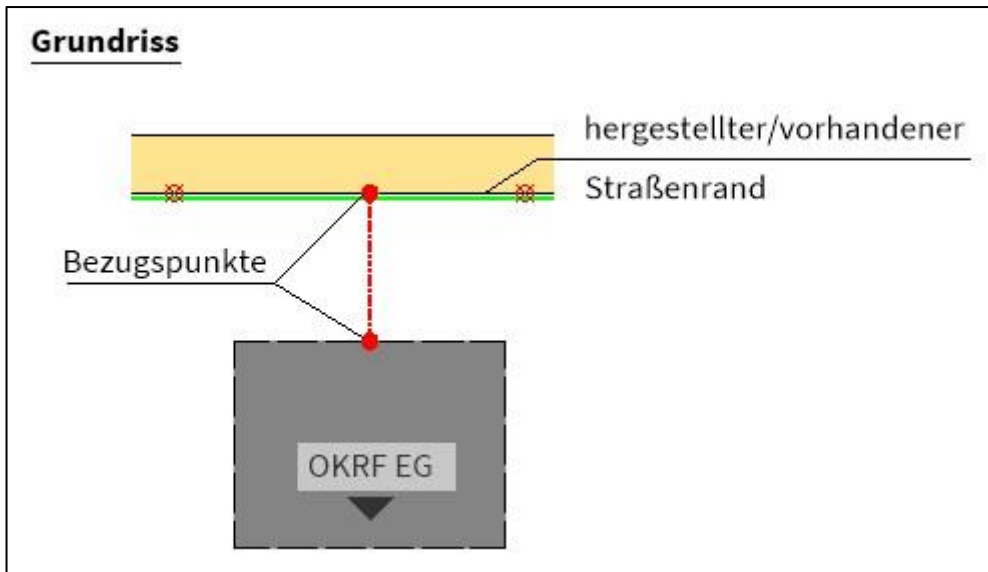 Grundriss
hergestellter/vorhandener
Straßenrand
Bezugspunkte
OKRF EG